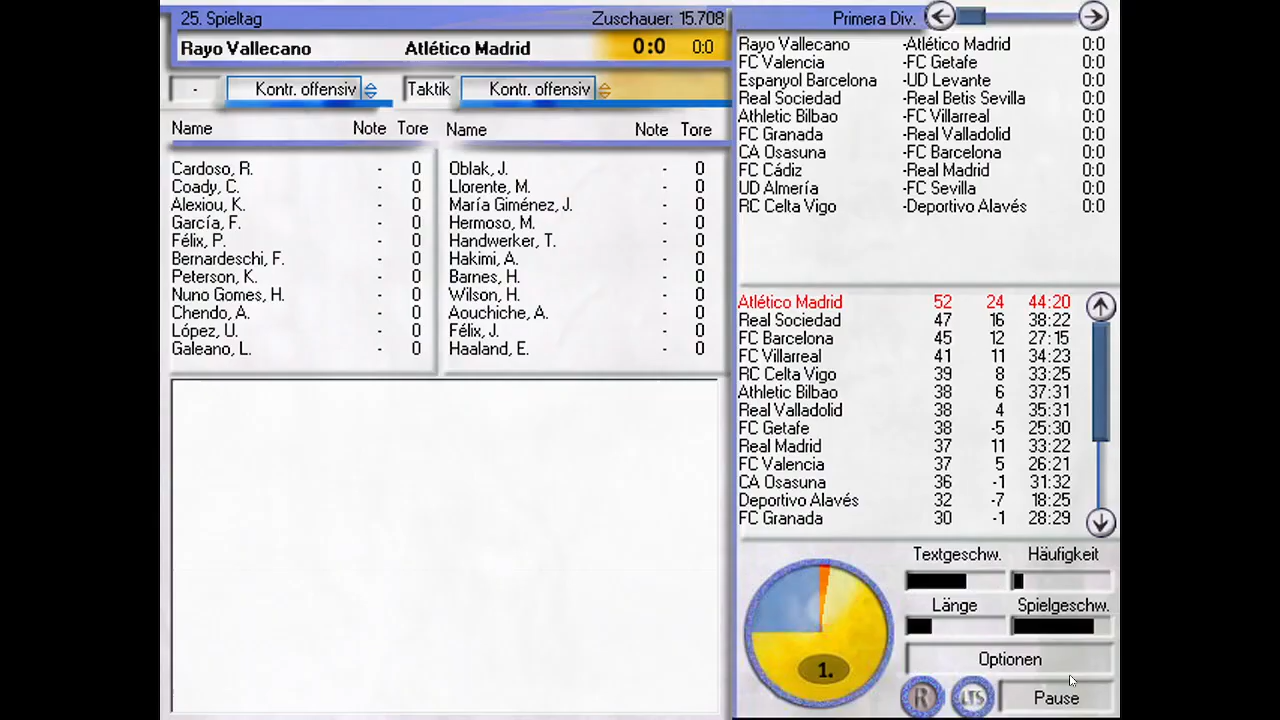 25. Spieltag Zuschauer: 15.708
Rayo Vallecano Atlético Madrid 0:0 0:0
- Kontr. offensiv Taktik Kontr. offensiv
Name Note Tore Name Note Tore
Cardoso, R. - 0 Oblak, J. - 0
Coady, C. - 0 Llorente, M. - 0
Alexiou, K. - 0 María Giménez, J. - 0
García, F. - 0 Hermoso, M. - 0
Félix, P. - 0 Handwerker, T. - 0
Bernardeschi, F. - 0 Hakimi, A. - 0
Peterson, K. - 0 Barnes, H. - 0
Nuno Gomes, H. - 0 Wilson, H. - 0
Chendo, A. - 0 Aouchiche, A. - 0
López, U. - 0 Félix, J. - 0
Galeano, L. - 0 Haaland, E. - 0
Primera Div.
Rayo Vallecano -Atlético Madrid 0:0
FC Valencia -FC Getafe 0:0
Espanyol Barcelona -UD Levante 0:0
Real Sociedad -Real Betis Sevilla 0:0
Athletic Bilbao -FC Villarreal 0:0
FC Granada -Real Valladolid 0:0
CA Osasuna -FC Barcelona 0:0
FC Cádiz -Real Madrid 0:0
UD Almería -FC Sevilla 0:0
RC Celta Vigo -Deportivo Alavés 0:0
Atlético Madrid 52 24 44:20
Real Sociedad 47 16 38:22
FC Barcelona 45 12 27:15
FC Villarreal 41 11 34:23
RC Celta Vigo 39 8 33:25
Athletic Bilbao 38 6 37:31
Real Valladolid 38 4 35:31
FC Getafe 38 -5 25:30
Real Madrid 37 11 33:22
FC Valencia 37 5 26:21
CA Osasuna 36 -1 31:32
Deportivo Alavés 32 -7 18:25
FC Granada 30 -1 28:29
Textgeschw. Häufigkeit
Länge Spielgeschw.
1.
Optionen
R LTS Pause